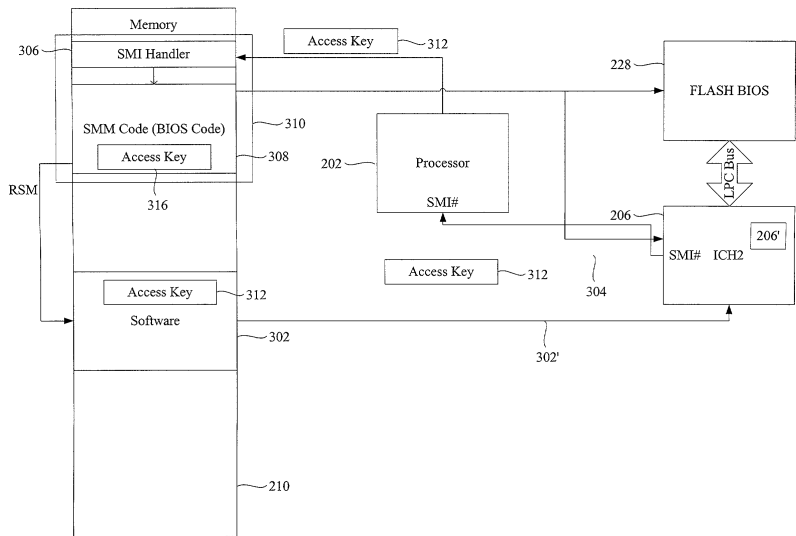 Memory
306
SMI Handler
Access Key
312
228
FLASH BIOS
SMM Code (BIOS Code)
310
Access Key
308
316
RSM
202
Processor
SMI#
LPC Bus
206
206'
SMI# ICH2
Access Key
312
304
Access Key
312
Software
302
302'
210